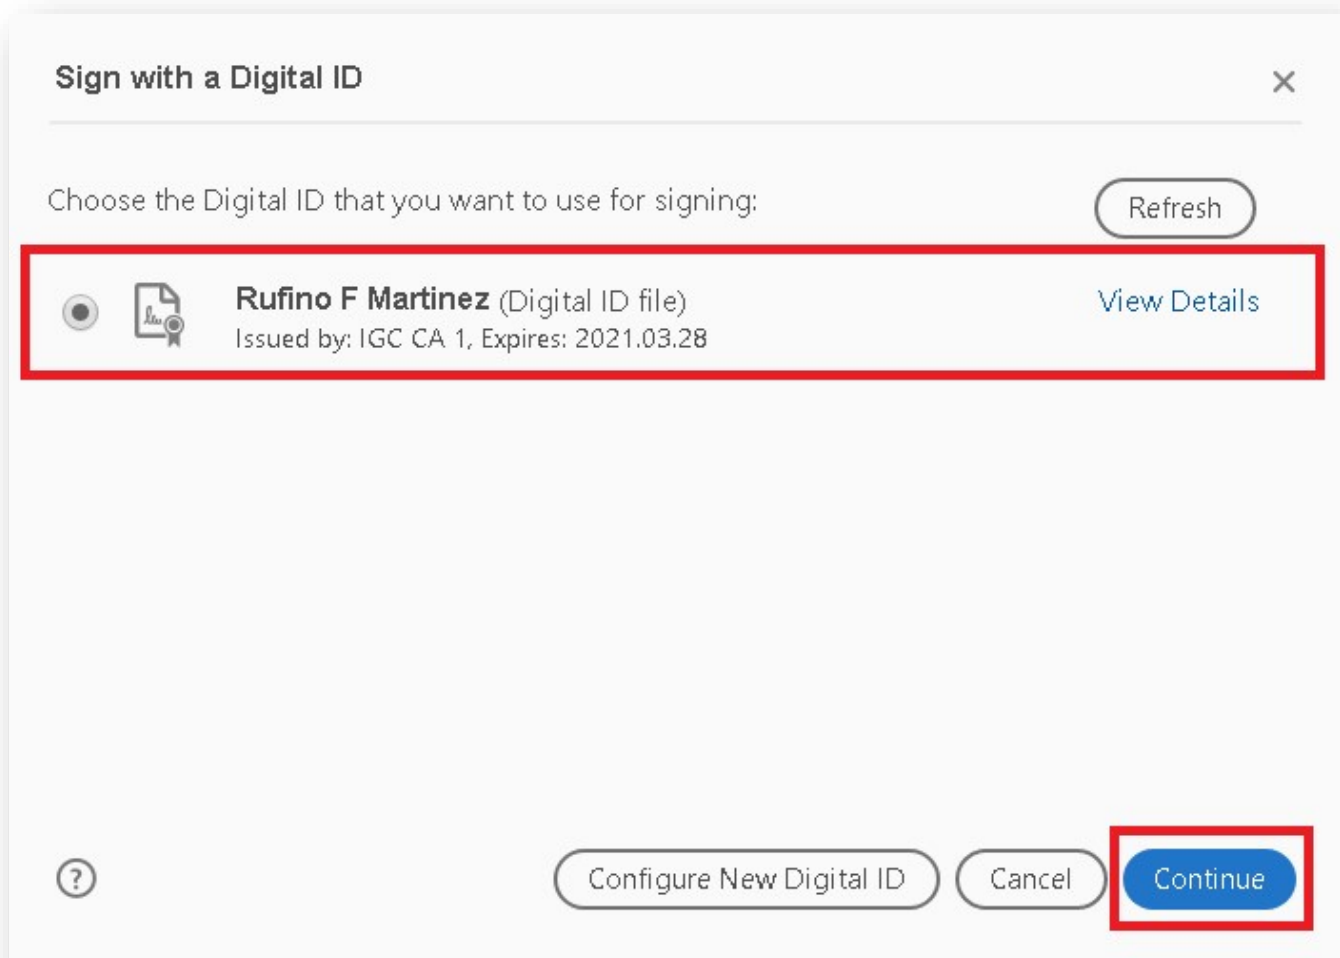 Sign with a Digital ID
Choose the Digital ID that you want to use for signing:
Refresh
Rufino F Martinez (Digital ID file)
View Details
Issued by: IGC CA 1, Expires: 2021.03.28
?
Configure New Digital ID
Cancel
Continue